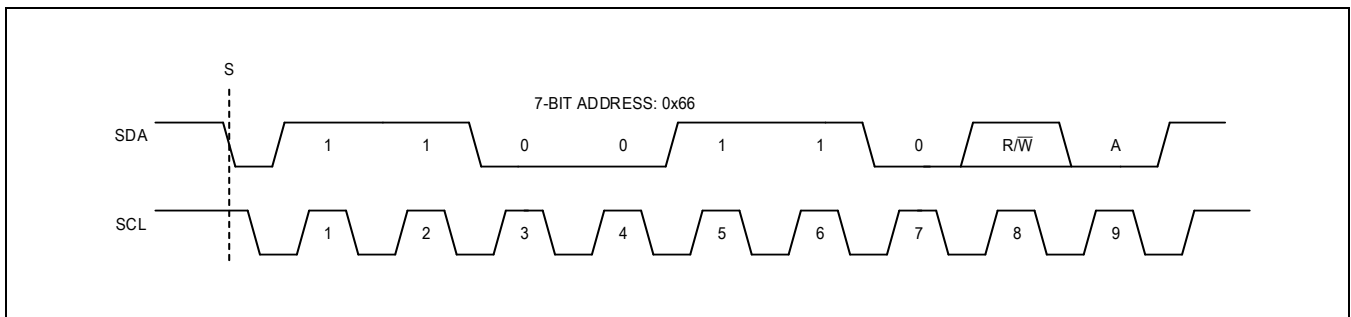 S
7-BIT ADDRESS: 0x66
SDA 1 1 0 0 1 1 0 R/W̅ A
SCL 1 2 3 4 5 6 7 8 9